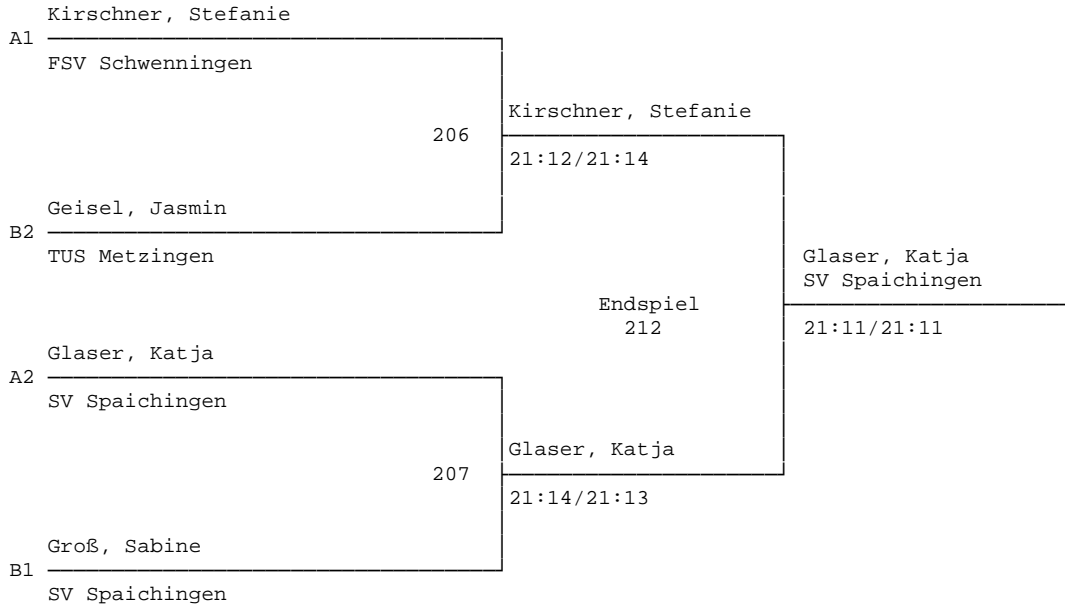 Kirschner, Stefanie
A1
FSV Schwenningen
Kirschner, Stefanie
206
21:12/21:14
Geisel, Jasmin
B2
TUS Metzingen
Glaser, Katja
SV Spaichingen
Endspiel
212
21:11/21:11
Glaser, Katja
A2
SV Spaichingen
Glaser, Katja
207
21:14/21:13
Groß, Sabine
B1
SV Spaichingen